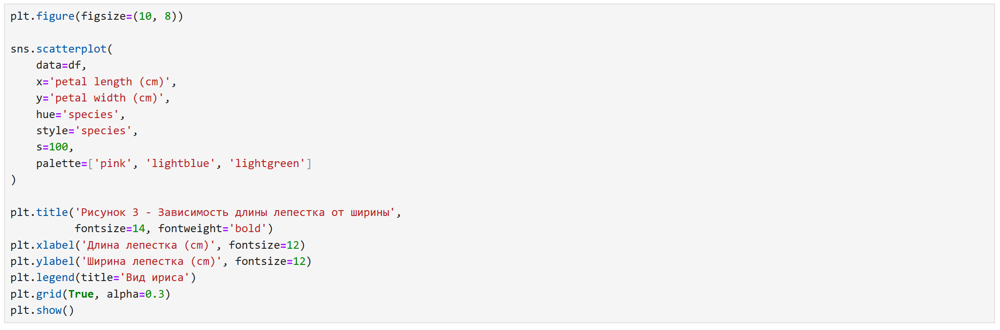 plt.figure(figsize=(10, 8))

sns.scatterplot(
    data=df,
    x='petal length (cm)',
    y='petal width (cm)',
    hue='species',
    style='species',
    s=100,
    palette=['pink', 'lightblue', 'lightgreen']
)

plt.title('Рисунок 3 - Зависимость длины лепестка от ширины',
          fontsize=14, fontweight='bold')
plt.xlabel('Длина лепестка (cm)', fontsize=12)
plt.ylabel('Ширина лепестка (cm)', fontsize=12)
plt.legend(title='Вид ириса')
plt.grid(True, alpha=0.3)
plt.show()